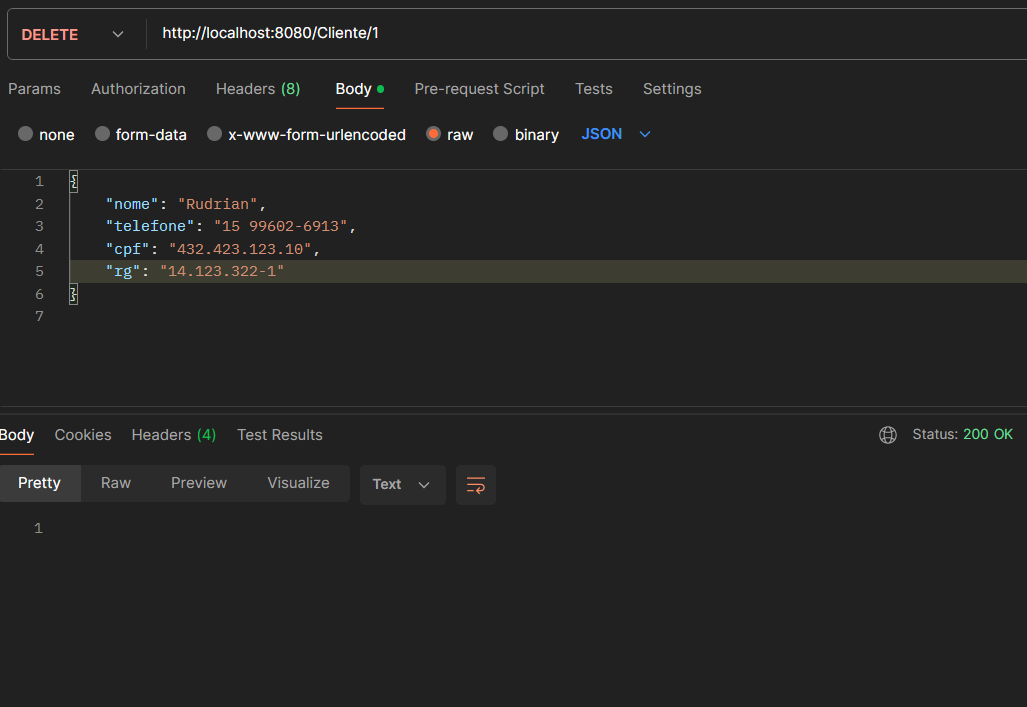 DELETE http://localhost:8080/Cliente/1
Params Authorization Headers (8) Body Pre-request Script Tests Settings
none form-data x-www-form-urlencoded raw binary JSON
1 {
2 "nome": "Rudrian",
3 "telefone": "15 99602-6913",
4 "cpf": "432.423.123.10",
5 "rg": "14.123.322-1"
6 }
7
Body Cookies Headers (4) Test Results Status: 200 OK
Pretty Raw Preview Visualize Text
1